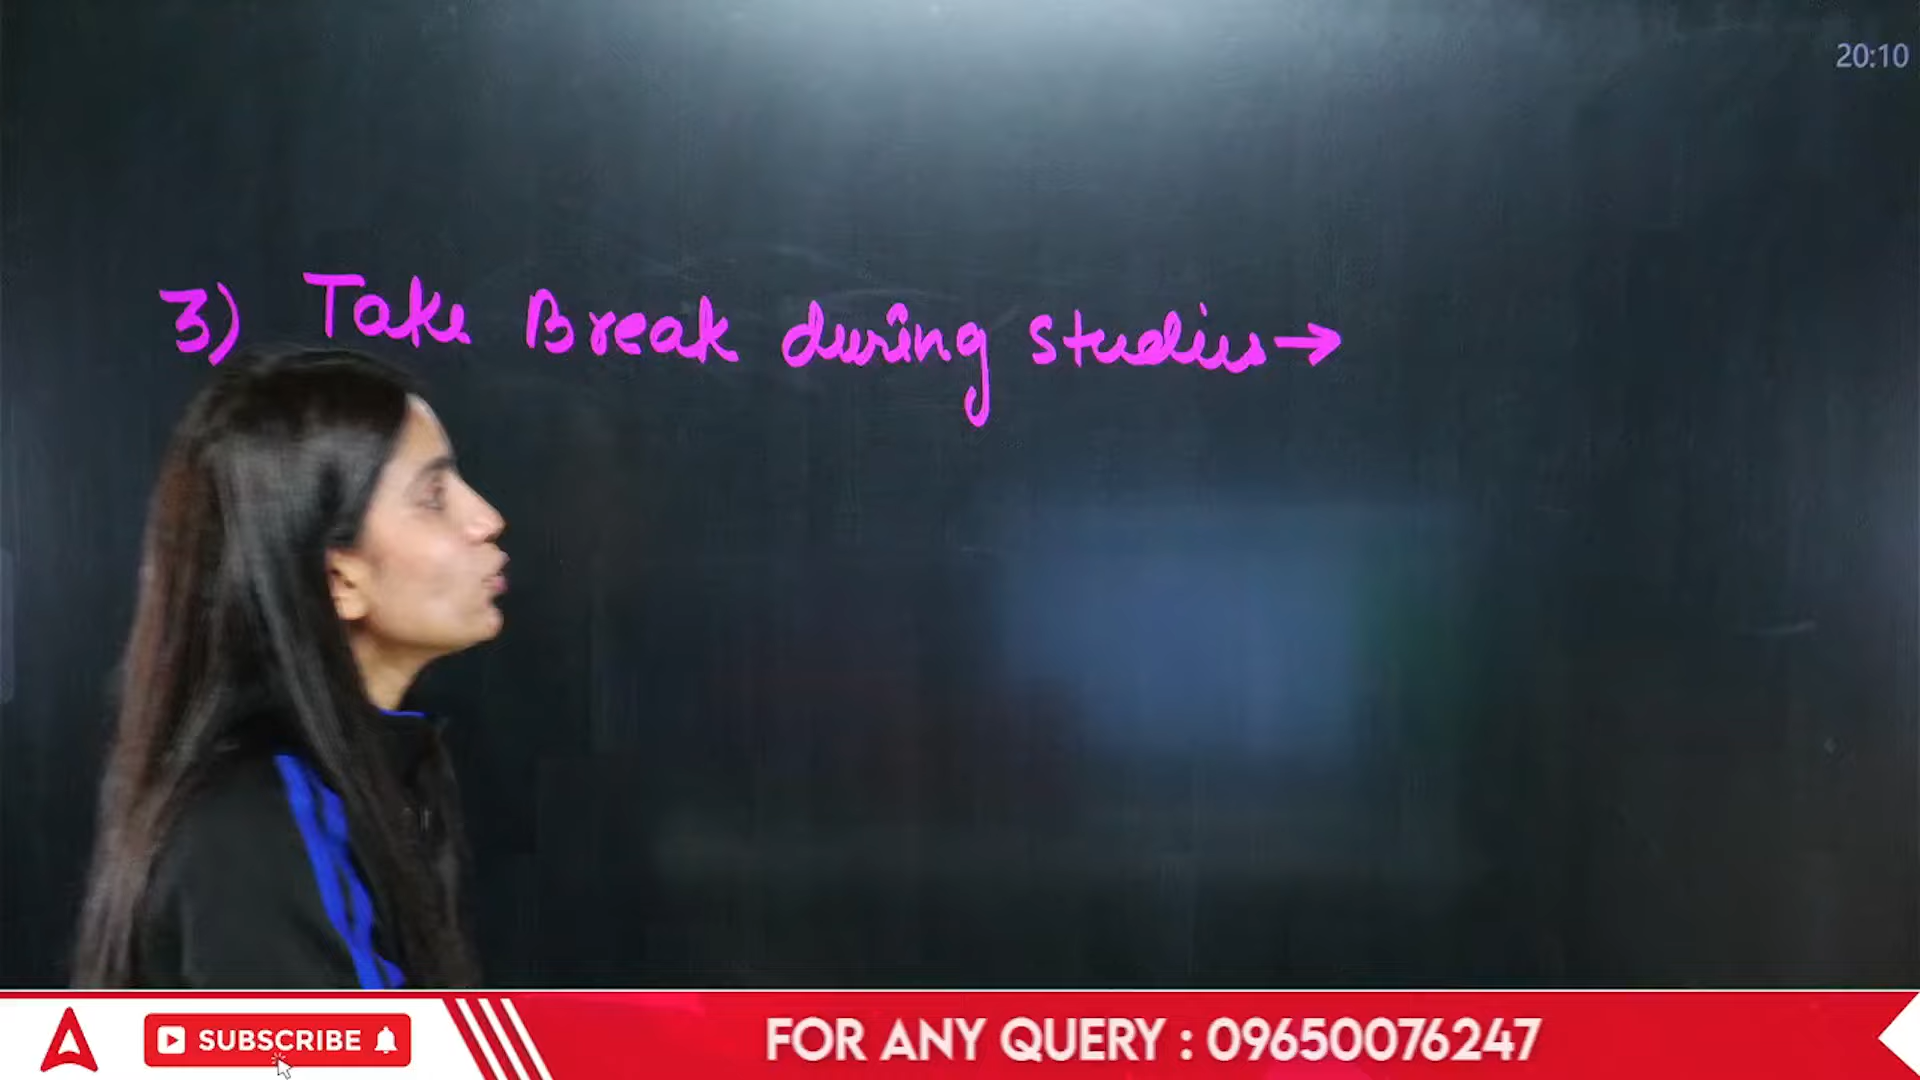 20:10
3) Take Break during studies →
SUBSCRIBE
FOR ANY QUERY : 09650076247